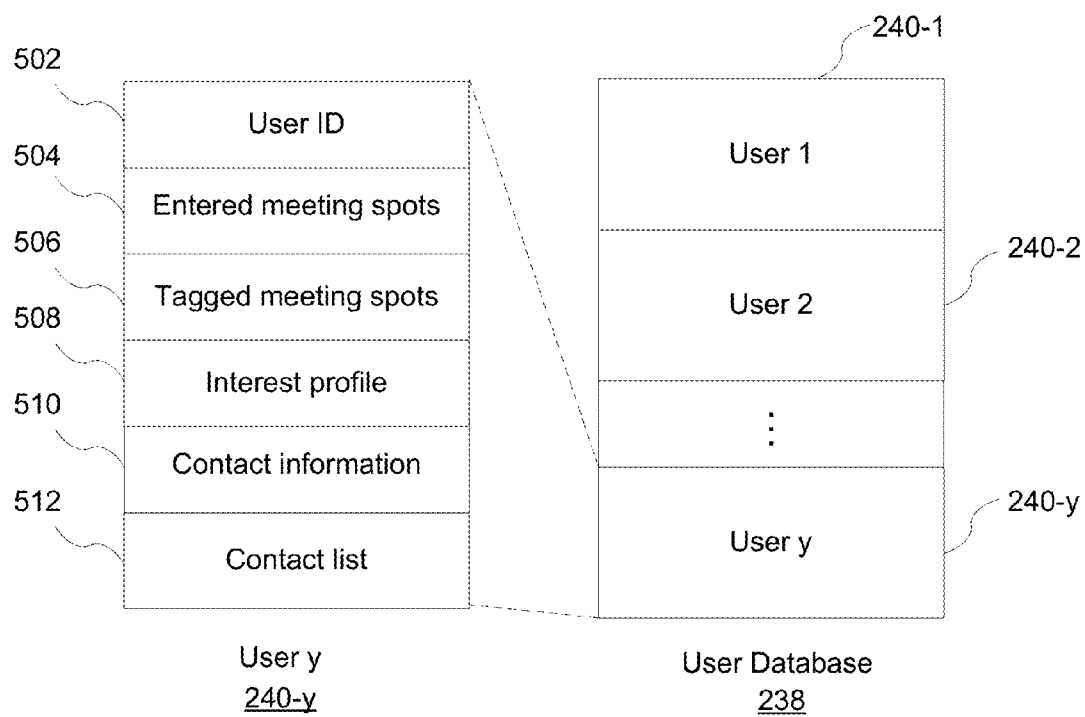 502
User ID
504
Entered meeting spots
506
Tagged meeting spots
508
Interest profile
510
Contact information
512
Contact list
User y
240-y
240-1
User 1
240-2
User 2
⋮
240-y
User y
User Database
238